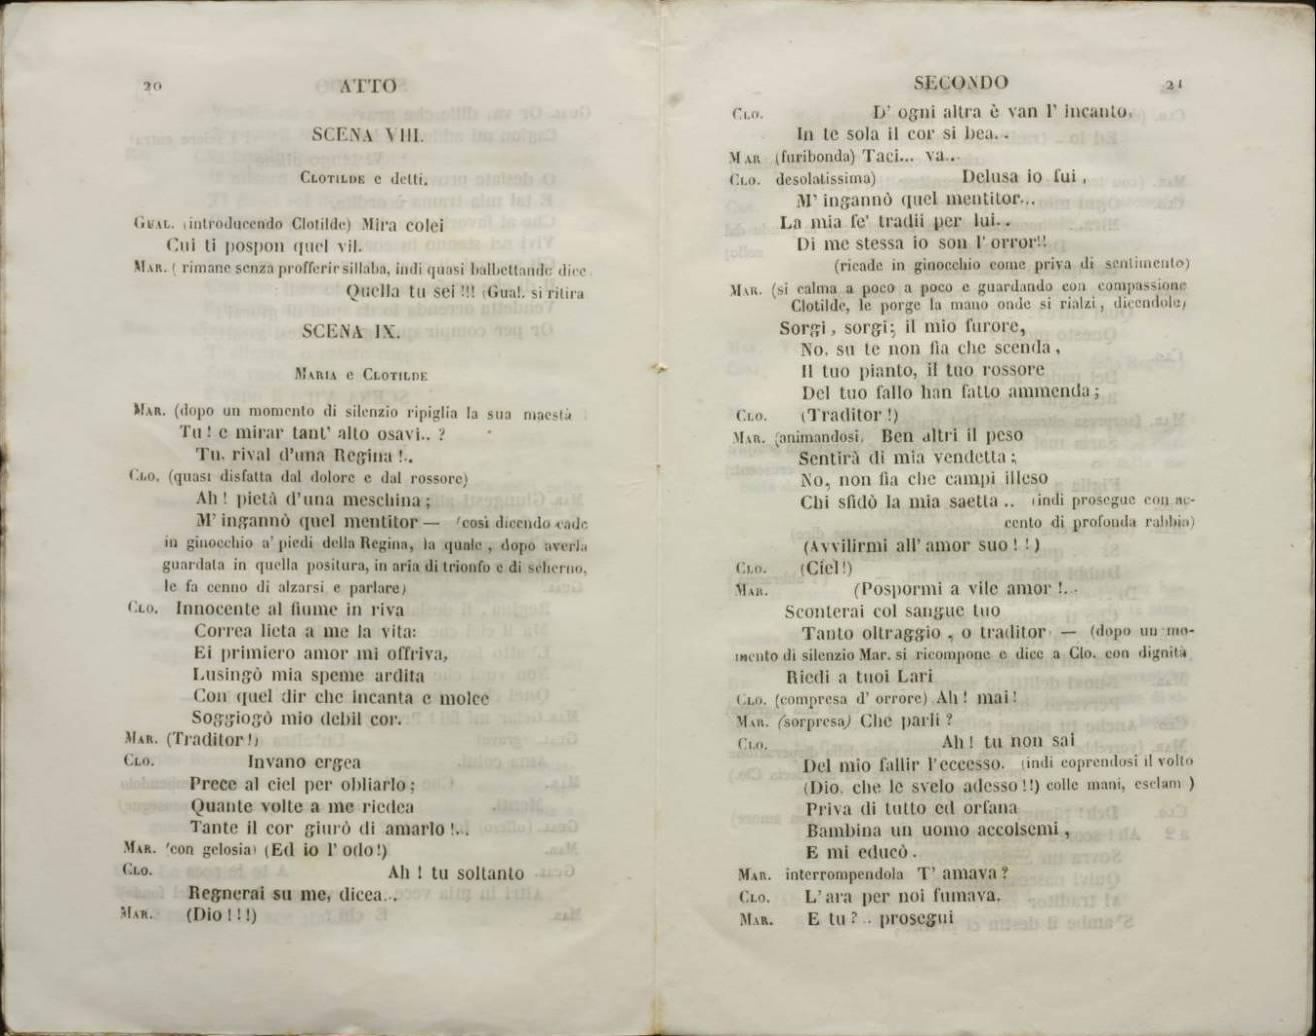 20
ATTO
SCENA VIII.
CLOTILDE e detti.
GUAL. (introducendo Clotilde) Mira colei
Cui ti pospon quel vil.
MAR. ( rimane senza profferir sillaba, indi quasi balbettando dice
Quella tu sei !!! (Gual. si ritira
SCENA IX.
MARIA e CLOTILDE
MAR. (dopo un momento di silenzio ripiglia la sua maestà
Tu ! e mirar tant' alto osavi.. ?
Tu. rival d'una Regina !..
CLO. (quasi disfatta dal dolore e dal rossore)
Ah ! pietà d'una meschina ;
M' ingannò quel mentitor — (così dicendo cade
in ginocchio a' piedi della Regina, la quale , dopo averla
guardata in quella positura, in aria di trionfo e di scherno,
le fa cenno di alzarsi e parlare)
CLO. Innocente al fiume in riva
Correa lieta a me la vita:
Ei primiero amor mi offriva,
Lusingò mia speme ardita
Con quel dir che incanta e molce
Soggiogò mio debil cor.
MAR. (Traditor !)
CLO. Invano ergea
Prece al ciel per obliarlo ;
Quante volte a me riedea
Tante il cor giurò di amarlo !..
MAR. (con gelosia) (Ed io l' odo !)
CLO. Ah ! tu soltanto
Regnerai su me, dicea...
MAR. (Dio ! ! !)
SECONDO
21
CLO. D' ogni altra è van l' incanto,
In te sola il cor si bea..
MAR (furibonda) Taci... va...
CLO. desolatissima) Delusa io fui ,
M' ingannò quel mentitor...
La mia fe' tradii per lui..
Di me stessa io son l' orror!!
(ricade in ginocchio come priva di sentimento)
MAR. (si calma a poco a poco e guardando con compassione
Clotilde, le porge la mano onde si rialzi , dicendole)
Sorgi , sorgi; il mio furore,
No, su te non fia che scenda ,
Il tuo pianto, il tuo rossore
Del tuo fallo han fatto ammenda ;
CLO. (Traditor !)
MAR. (animandosi) Ben altri il peso
Sentirà di mia vendetta ;
No, non fia che campi illeso
Chi sfidò la mia saetta .. (indi prosegue con ac-
cento di profonda rabbia)
(Avvilirmi all' amor suo ! ! )
CLO. (Ciel !)
MAR. (Pospormi a vile amor !..
Sconterai col sangue tuo
Tanto oltraggio , o traditor) — (dopo un mo-
mento di silenzio Mar. si ricompone e dice a Clo. con dignità
Riedi a tuoi Lari
CLO. (compresa d' orrore) Ah ! mai !
MAR. (sorpresa) Che parli ?
CLO. Ah ! tu non sai
Del mio fallir l'eccesso. (indi coprendosi il volto
(Dio, che le svelo adesso !!) colle mani, esclam )
Priva di tutto ed orfana
Bambina un uomo accolsemi ,
E mi educò .
MAR. interrompendola T' amava ?
CLO. L' ara per noi fumava.
MAR. E tu ? .. prosegui